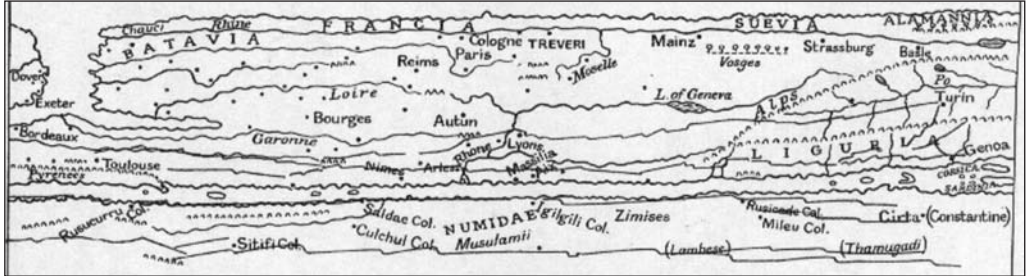 Chauci Rhine FRANCIA SUEVIA ALAMANNIA
BATAVIA Cologne TREVERI Mainz Strassburg Basle
Paris Vosges
Reims Moselle
Dover Po
Exeter Loire L. of Geneva Alps Turin
Bourges Autun
Bordeaux Garonne Rhone Lyons LIGURIA Genoa
Toulouse Nimes Arles Massilia Aix
Pyrenees CORSICA
SARDINIA
Rusucurru Col. Saldae Col. NUMIDAE Igilgili Col. Zimises Rusicade Col. Cirta (Constantine)
Culchul Col. Mileu Col.
Sitifi Col. Musulamii (Lambese) (Thamugadi)